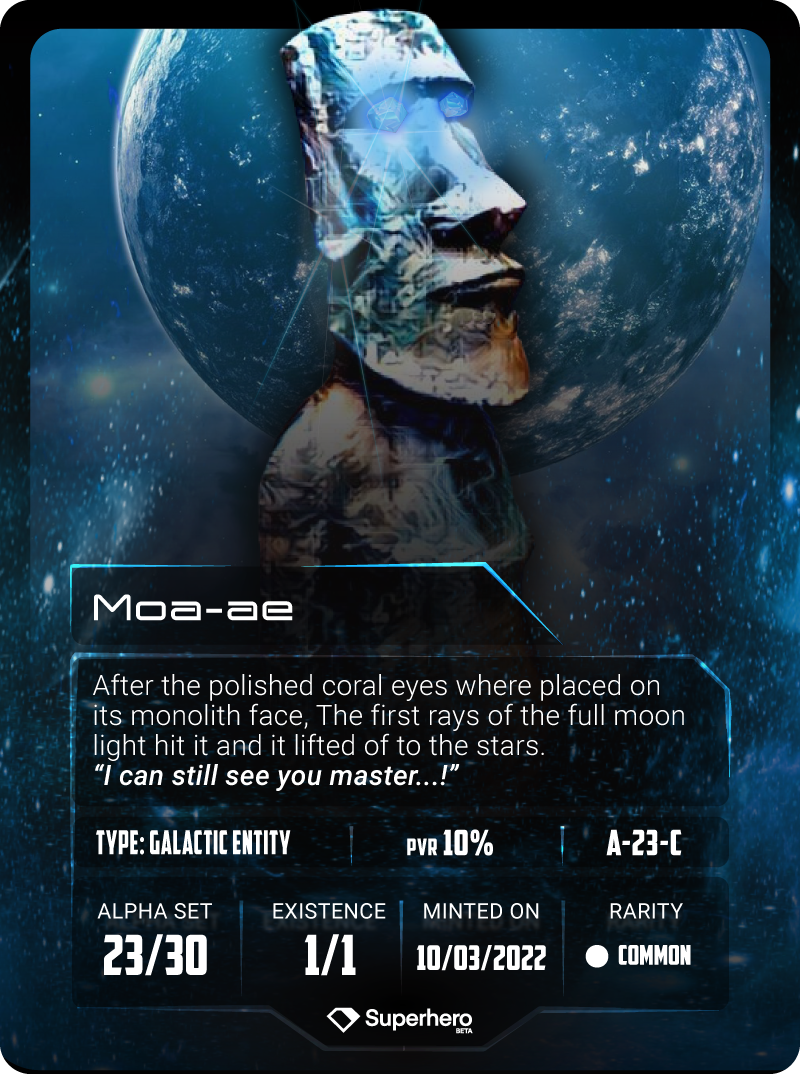 Moa-ae
After the polished coral eyes where placed on
its monolith face, The first rays of the full moon
light hit it and it lifted of to the stars.
“I can still see you master...!”
TYPE: GALACTIC ENTITY PVR 10% A-23-C
ALPHA SET EXISTENCE MINTED ON RARITY
23/30 1/1 10/03/2022 COMMON
Superhero
BETA